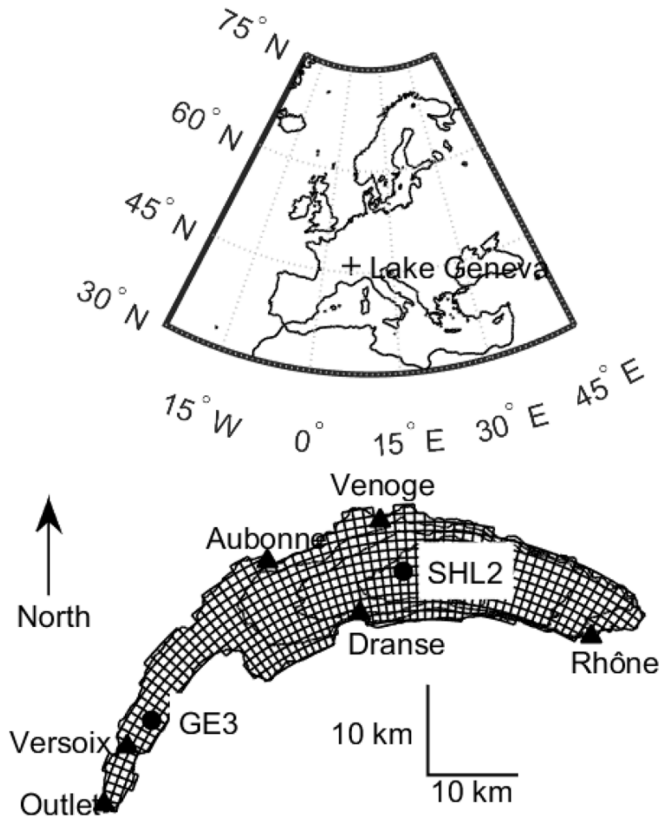 75°N
60°N
45°N
30°N
Lake Geneva
15°W
0°
15°E
30°E
45°E
Venoge
Aubonne
SHL2
North
Dranse
Rhône
GE3
10 km
Versoix
10 km
Outlet